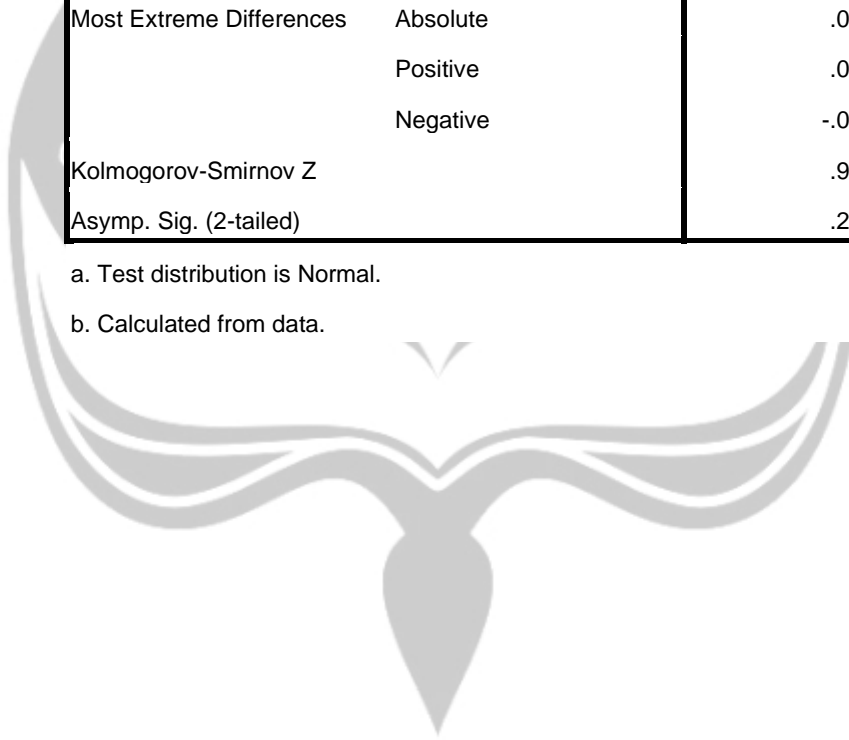 Most Extreme Differences Absolute .0
Positive .0
Negative -.0
Kolmogorov-Smirnov Z .9
Asymp. Sig. (2-tailed) .2
a. Test distribution is Normal.
b. Calculated from data.